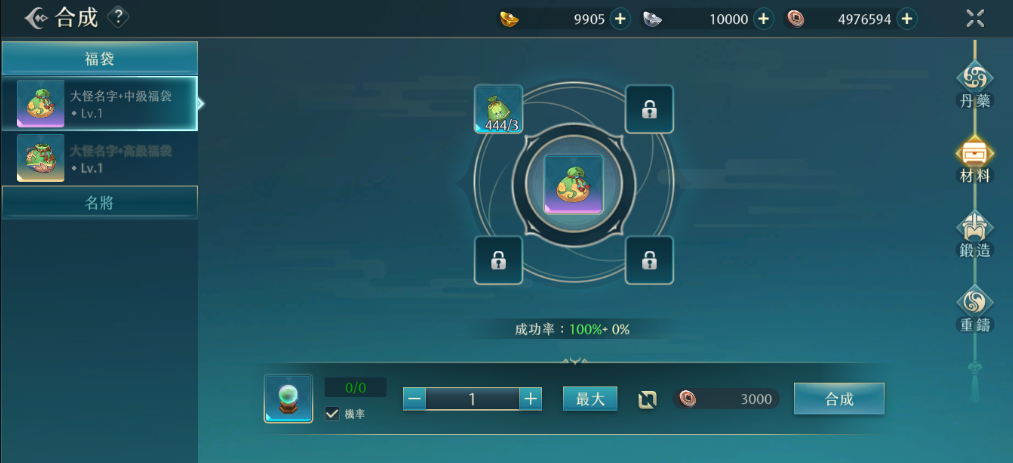 合成 ?
9905 +
10000 +
4976594 +
福袋
大怪名字+中級福袋
Lv.1
大怪名字+高級福袋
Lv.1
名將
444/3
成功率：100%+ 0%
0/0
機率
1
最大
3000
合成
丹藥
材料
鍛造
重鑄